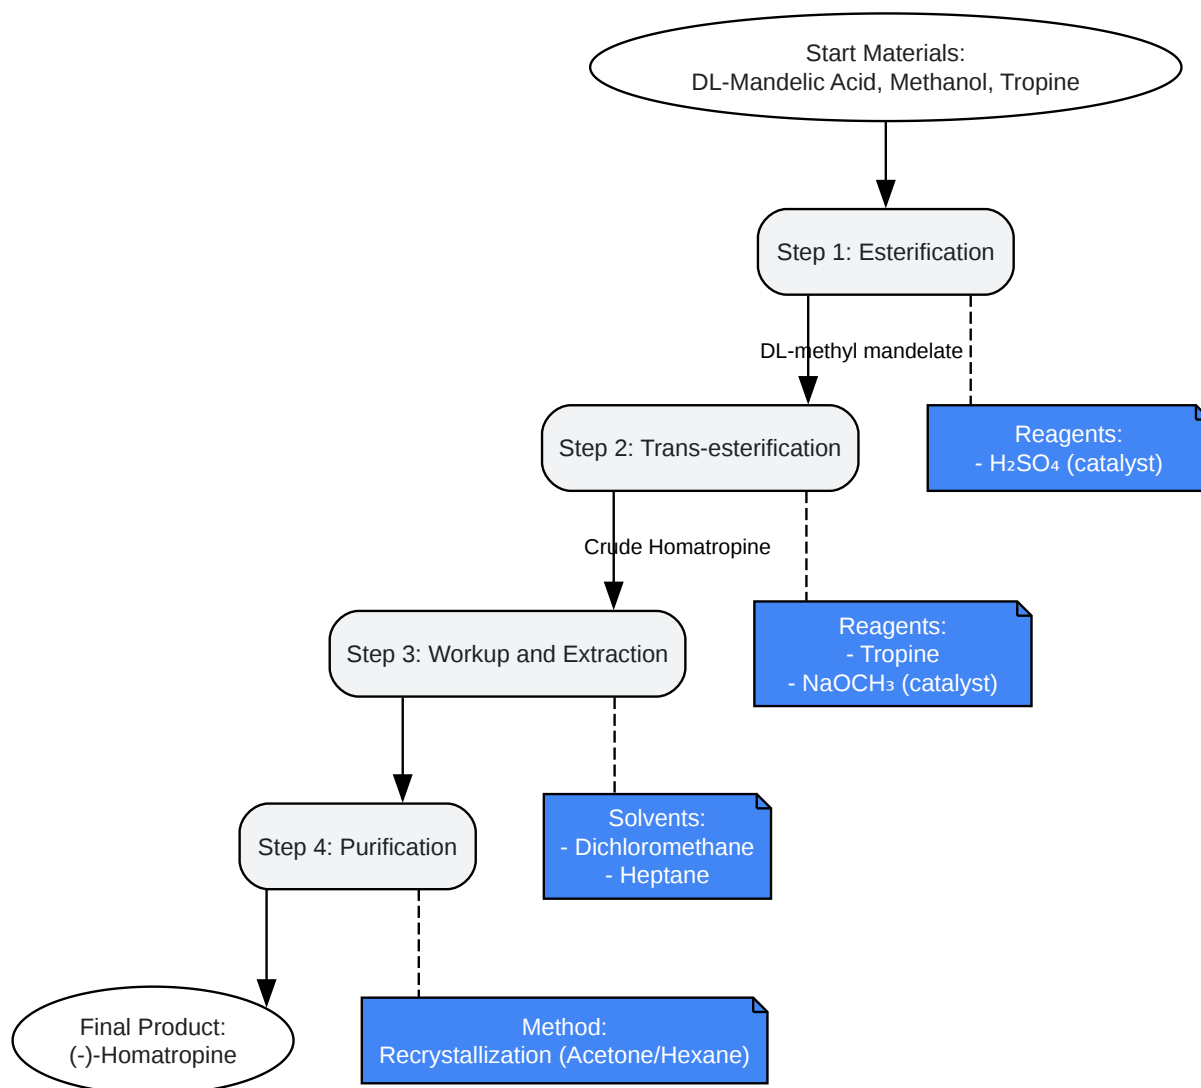 Start Materials:
DL-Mandelic Acid, Methanol, Tropine
Step 1: Esterification
DL-methyl mandelate
Step 2: Trans-esterification
Reagents:
- H₂SO₄ (catalyst)
Crude Homatropine
Step 3: Workup and Extraction
Reagents:
- Tropine
- NaOCH₃ (catalyst)
Step 4: Purification
Solvents:
- Dichloromethane
- Heptane
Final Product:
(-)-Homatropine
Method:
Recrystallization (Acetone/Hexane)